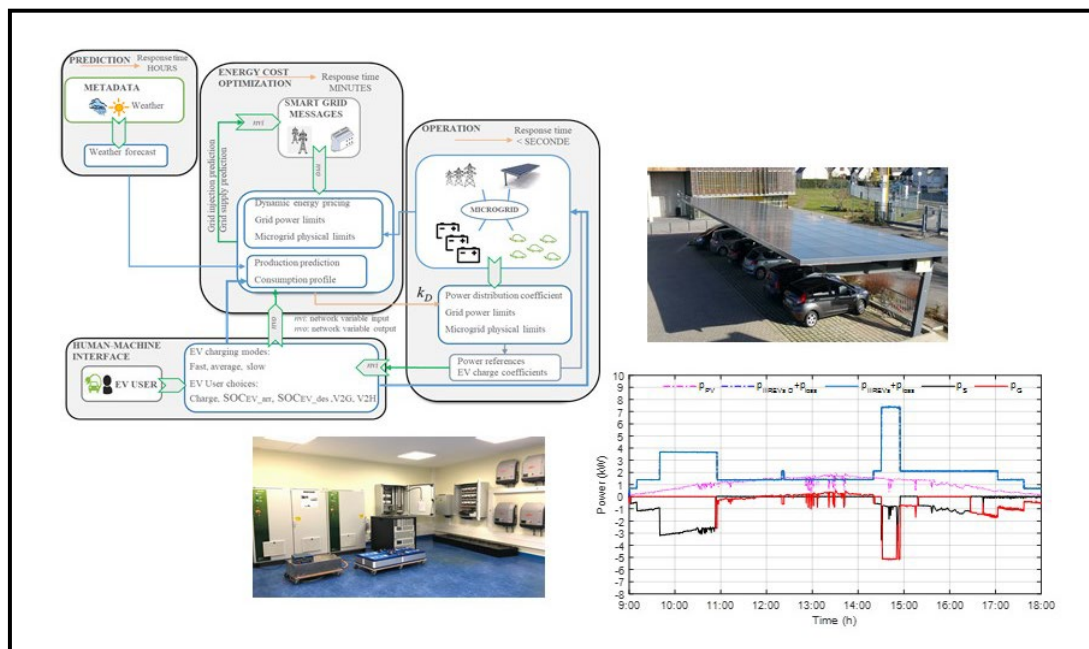 PREDICTION
Response time
HOURS
METADATA
Weather
Weather forecast
ENERGY COST
OPTIMIZATION
Response time
MINUTES
SMART GRID
MESSAGES
nvi
nvo
Grid injection prediction
Grid supply prediction
Dynamic energy pricing
Grid power limits
Microgrid physical limits
Production prediction
Consumption profile
nvo
nvi: network variable input
nvo: network variable output
OPERATION
Response time
< SECONDE
MICROGRID
k_D
Power distribution coefficient
Grid power limits
Microgrid physical limits
Power references
EV charge coefficients
nvi
HUMAN-MACHINE
INTERFACE
EV USER
EV charging modes:
Fast, average, slow
EV User choices:
Charge, SOC_EV_arr, SOC_EV_des, V2G, V2H
p_PV
p_S
p_G
Power (kW)
10
9
8
7
6
5
4
3
2
1
0
-1
-2
-3
-4
-5
-6
-7
-8
9:00 10:00 11:00 12:00 13:00 14:00 15:00 16:00 17:00 18:00
Time (h)